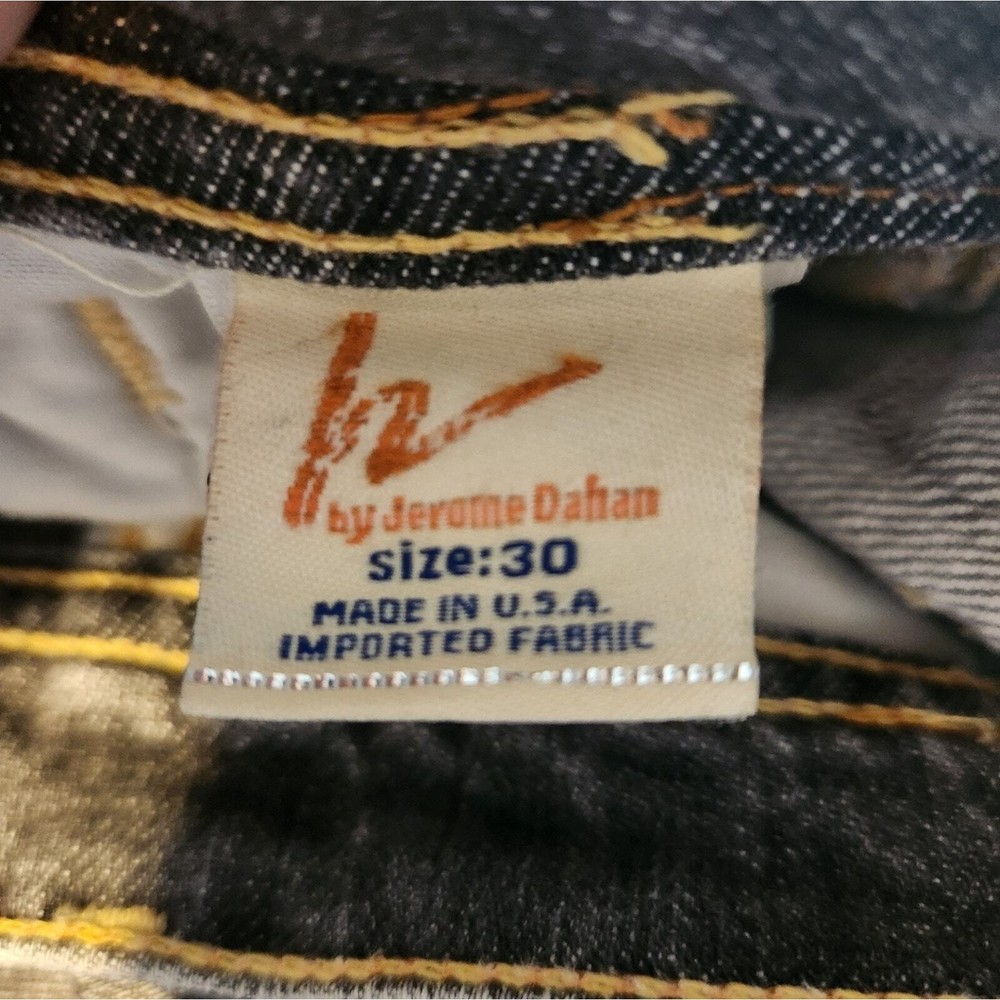 by Jerome Dahan
size: 30
MADE IN U.S.A.
IMPORTED FABRIC